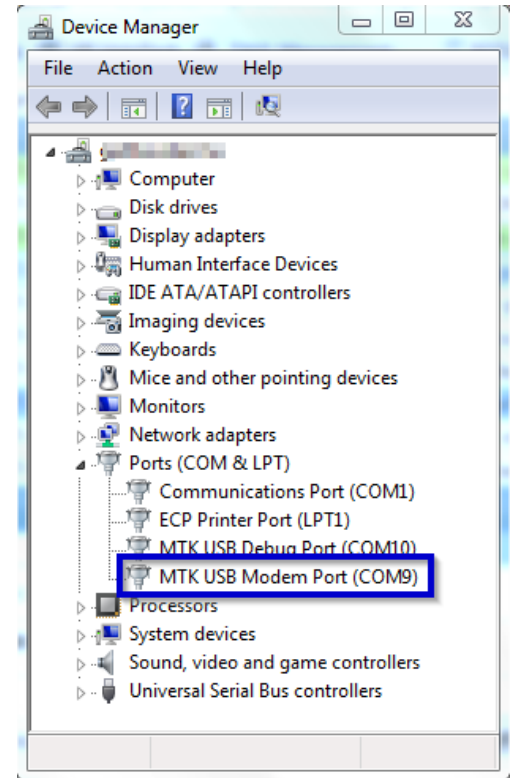 Device Manager
File Action View Help
Computer
Disk drives
Display adapters
Human Interface Devices
IDE ATA/ATAPI controllers
Imaging devices
Keyboards
Mice and other pointing devices
Monitors
Network adapters
Ports (COM & LPT)
Communications Port (COM1)
ECP Printer Port (LPT1)
MTK USB Debug Port (COM10)
MTK USB Modem Port (COM9)
Processors
System devices
Sound, video and game controllers
Universal Serial Bus controllers